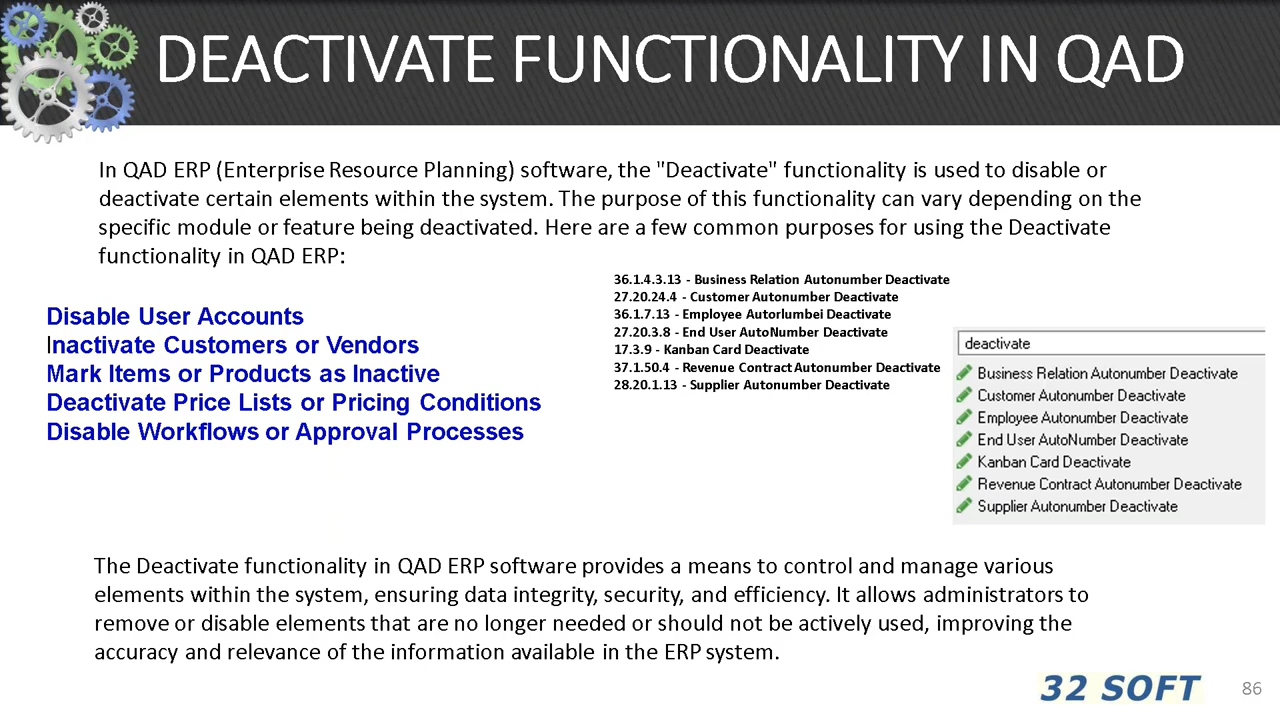 DEACTIVATE FUNCTIONALITY IN QAD
In QAD ERP (Enterprise Resource Planning) software, the "Deactivate" functionality is used to disable or
deactivate certain elements within the system. The purpose of this functionality can vary depending on the
specific module or feature being deactivated. Here are a few common purposes for using the Deactivate
functionality in QAD ERP:
Disable User Accounts
Inactivate Customers or Vendors
Mark Items or Products as Inactive
Deactivate Price Lists or Pricing Conditions
Disable Workflows or Approval Processes
36.1.4.3.13 - Business Relation Autonumber Deactivate
27.20.24.4 - Customer Autonumber Deactivate
36.1.7.13 - Employee Autorlumbei Deactivate
27.20.3.8 - End User AutoNumber Deactivate
17.3.9 - Kanban Card Deactivate
37.1.50.4 - Revenue Contract Autonumber Deactivate
28.20.1.13 - Supplier Autonumber Deactivate
deactivate
Business Relation Autonumber Deactivate
Customer Autonumber Deactivate
Employee Autonumber Deactivate
End User AutoNumber Deactivate
Kanban Card Deactivate
Revenue Contract Autonumber Deactivate
Supplier Autonumber Deactivate
The Deactivate functionality in QAD ERP software provides a means to control and manage various
elements within the system, ensuring data integrity, security, and efficiency. It allows administrators to
remove or disable elements that are no longer needed or should not be actively used, improving the
accuracy and relevance of the information available in the ERP system.
32 SOFT
86